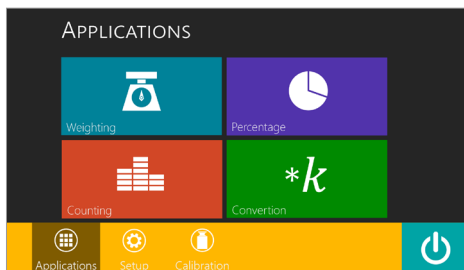 APPLICATIONS
Weighting
Percentage
Counting
*k
Convertion
Applications
Setup
Calibration